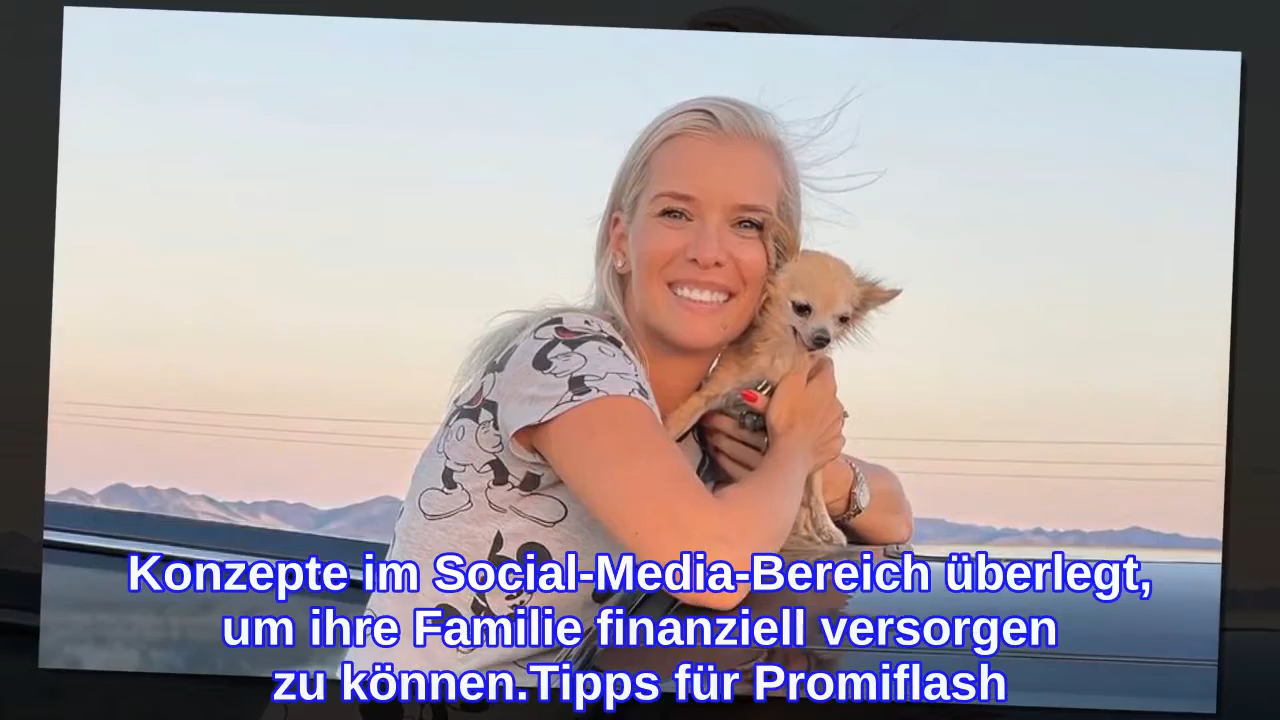 Konzepte im Social-Media-Bereich überlegt,
um ihre Familie finanziell versorgen
zu können.Tipps für Promiflash